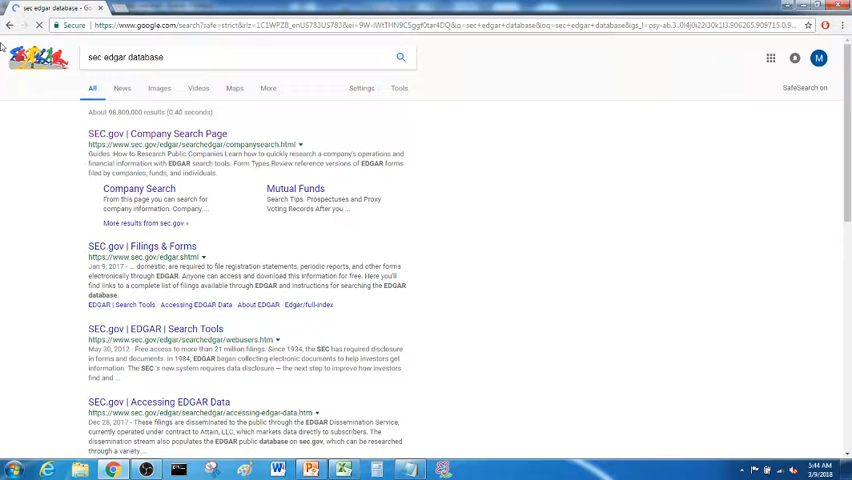 sec edgar database - Go
Secure
https://www.google.com/search?safe=strict&rlz=1C1WPZB_enUS783US783&ei=
sec edgar database
All News Images Videos Maps More Settings Tools
M
SafeSearch on
About 98,800,000 results (0.40 seconds)
SEC.gov | Company Search Page
https://www.sec.gov/edgar/searchedgar/companysearch.html
Guides. How to Research Public Companies Learn how to quickly research a company's operations and
financial information with EDGAR search tools. Form Types Review reference versions of EDGAR forms
filed by companies, funds, and individuals.
Company Search Mutual Funds
From this page you can search for Search Tips. Prospectuses and Proxy
company information. Company ... Voting Records After you ...
More results from sec.gov »
SEC.gov | Filings & Forms
https://www.sec.gov/edgar.shtml
Jan 9, 2017 - ... domestic, are required to file registration statements, periodic reports, and other forms
electronically through EDGAR. Anyone can access and download this information for free. Here you'll
find links to a complete list of filings available through EDGAR and instructions for searching the EDGAR
database.
EDGAR | Search Tools · Accessing EDGAR Data · About EDGAR · Edgar/full-index
SEC.gov | EDGAR | Search Tools
https://www.sec.gov/edgar/searchedgar/webusers.htm
May 30, 2012 - Free access to more than 21 million filings. Since 1934, the SEC has required disclosure
in forms and documents. In 1984, EDGAR began collecting electronic documents to help investors get
information. The SEC 's new system requires data disclosure — the next step to improve how investors
find and ...
SEC.gov | Accessing EDGAR Data
https://www.sec.gov/edgar/searchedgar/accessing-edgar-data.htm
Dec 28, 2017 - These filings are disseminated to the public through the EDGAR Dissemination Service,
currently contracted to Attain, LLC, which markets data directly to subscribers. The
dissemination stream also populates the EDGAR public database on sec.gov, which can be researched
through a variety ...
5:44 AM
3/9/2018